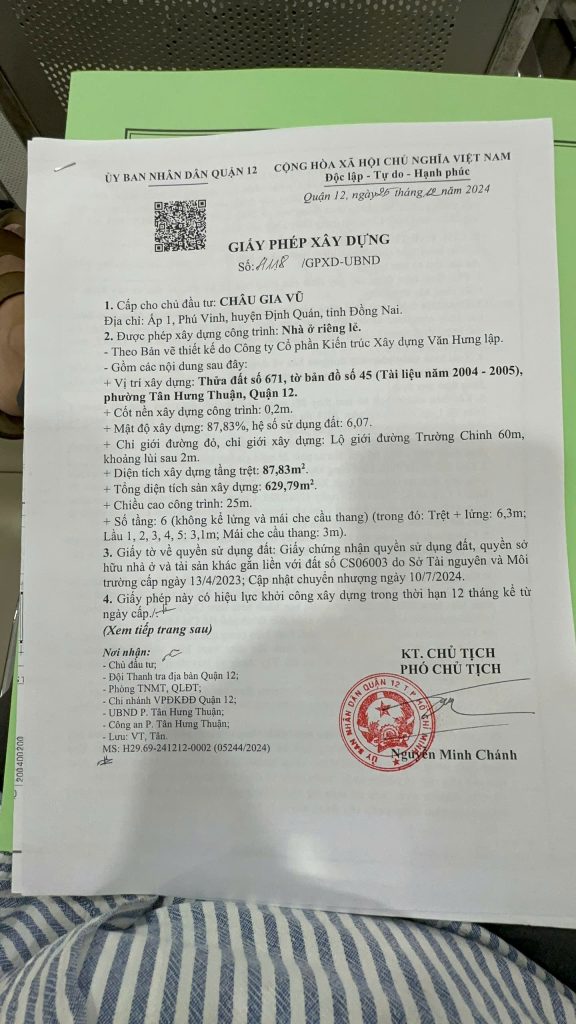 ỦY BAN NHÂN DÂN QUẬN 12
CỘNG HÒA XÃ HỘI CHỦ NGHĨA VIỆT NAM
Độc lập - Tự do - Hạnh phúc
Quận 12, ngày 25 tháng 12 năm 2024
GIẤY PHÉP XÂY DỰNG
Số: /GPXD-UBND
1. Cấp cho chủ đầu tư: CHÂU GIA VŨ
Địa chỉ: Ấp 1, Phú Vinh, huyện Định Quán, tỉnh Đồng Nai.
2. Được phép xây dựng công trình: Nhà ở riêng lẻ.
- Theo Bản vẽ thiết kế do Công ty Cổ phần Kiến trúc Xây dựng Văn Hưng lập.
- Gồm các nội dung sau đây:
+ Vị trí xây dựng: Thửa đất số 671, tờ bản đồ số 45 (Tài liệu năm 2004 - 2005),
phường Tân Hưng Thuận, Quận 12.
+ Cốt nền xây dựng công trình: 0,2m.
+ Mật độ xây dựng: 87,83%, hệ số sử dụng đất: 6,07.
+ Chỉ giới đường đỏ, chỉ giới xây dựng: Lộ giới đường Trường Chinh 60m,
khoảng lùi sau 2m.
+ Diện tích xây dựng tầng trệt: 87,83m².
+ Tổng diện tích sàn xây dựng: 629,79m².
+ Chiều cao công trình: 25m.
+ Số tầng: 6 (không kể lửng và mái che cầu thang) (trong đó: Trệt + lửng: 6,3m;
Lầu 1, 2, 3, 4, 5: 3,1m; Mái che cầu thang: 3m).
3. Giấy tờ về quyền sử dụng đất: Giấy chứng nhận quyền sử dụng đất, quyền sở
hữu nhà ở và tài sản khác gắn liền với đất số CS06003 do Sở Tài nguyên và Môi
trường cấp ngày 13/4/2023; Cập nhật chuyển nhượng ngày 10/7/2024.
4. Giấy phép này có hiệu lực khởi công xây dựng trong thời hạn 12 tháng kể từ
ngày cấp./.
(Xem tiếp trang sau)
Nơi nhận:
- Chủ đầu tư;
- Đội Thanh tra địa bàn Quận 12;
- Phòng TNMT, QLĐT;
- Chi nhánh VPĐKĐĐ Quận 12;
- UBND P. Tân Hưng Thuận;
- Công an P. Tân Hưng Thuận;
- Lưu: VT, Tân.
MS: H29.69-241212-0002 (05244/2024)
KT. CHỦ TỊCH
PHÓ CHỦ TỊCH
ỦY BAN NHÂN DÂN QUẬN 12 T.P HỒ CHÍ MINH
Nguyễn Minh Chánh